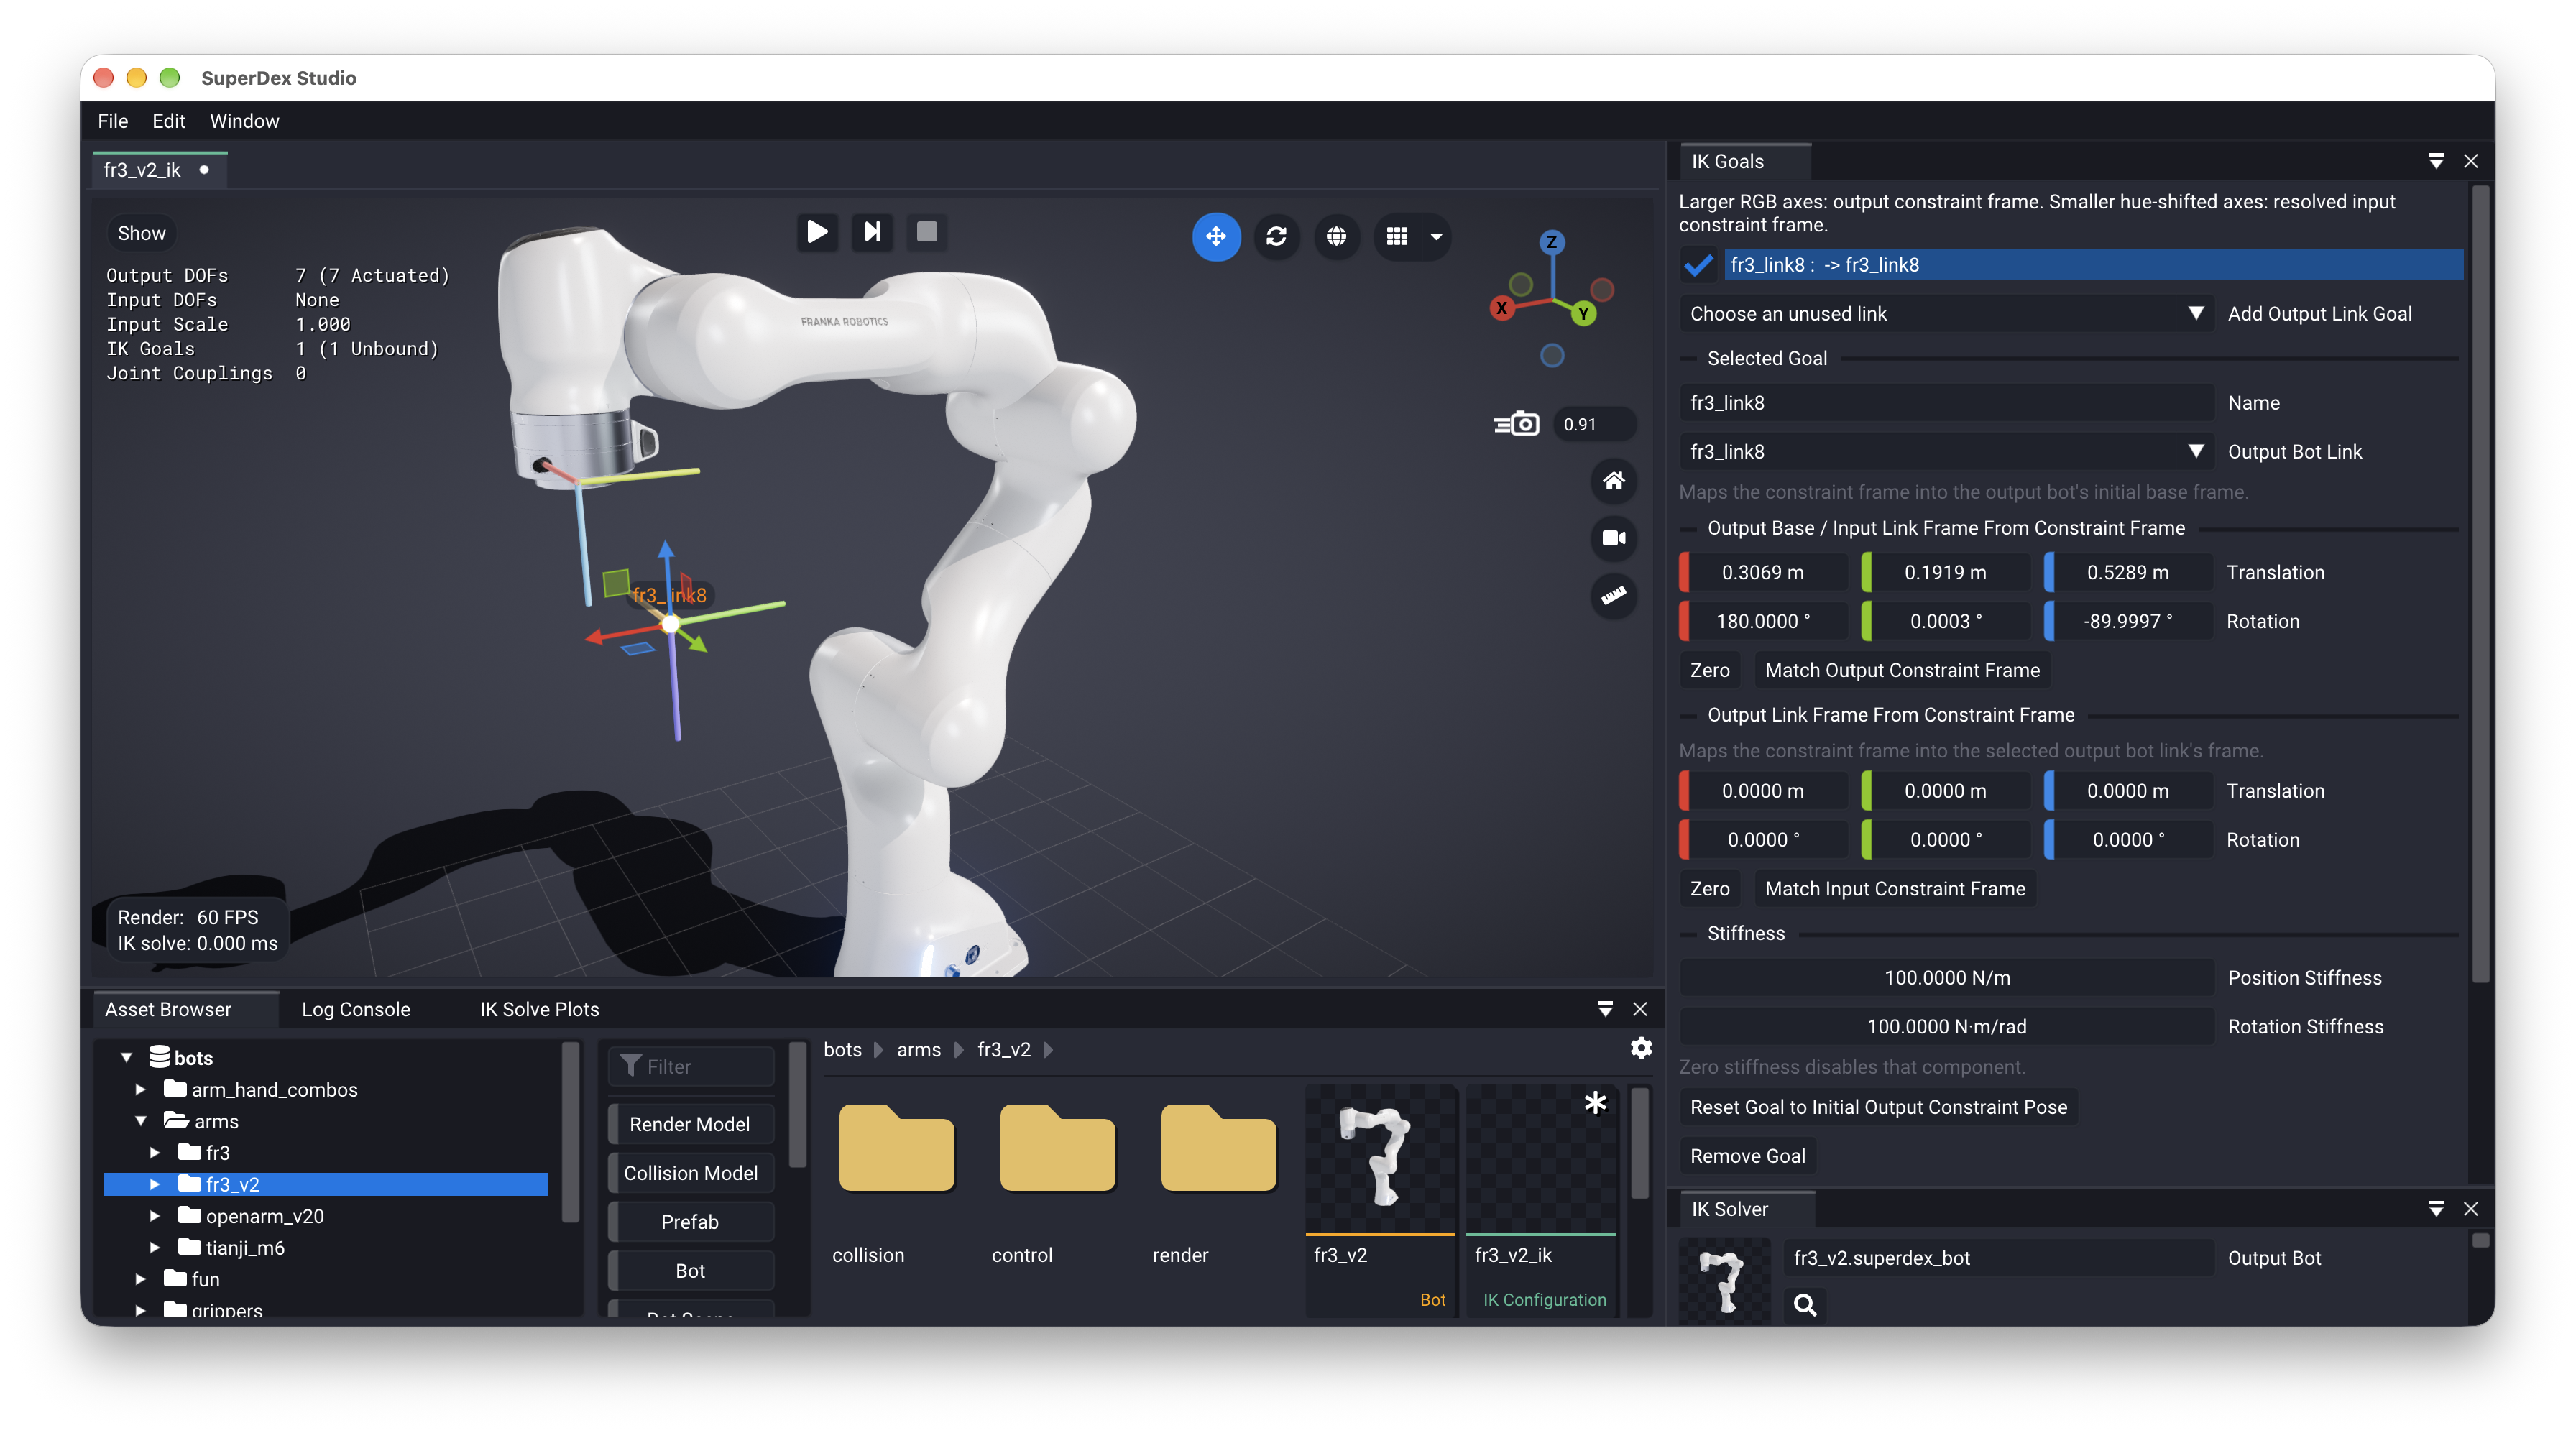 SuperDex Studio
File Edit Window
fr3_v2_ik
Show
Output DOFs 7 (7 Actuated)
Input DOFs None
Input Scale 1.000
IK Goals 1 (1 Unbound)
Joint Couplings 0
FRANKA ROBOTICS
Z
X
Y
0.91
fr3_link8
Render: 60 FPS
IK solve: 0.000 ms
IK Goals
Larger RGB axes: output constraint frame. Smaller hue-shifted axes: resolved input
constraint frame.
fr3_link8 : -> fr3_link8
Choose an unused link Add Output Link Goal
Selected Goal
fr3_link8 Name
fr3_link8 Output Bot Link
Maps the constraint frame into the output bot's initial base frame.
Output Base / Input Link Frame From Constraint Frame
0.3069 m 0.1919 m 0.5289 m Translation
180.0000 ° 0.0003 ° -89.9997 ° Rotation
Zero Match Output Constraint Frame
Output Link Frame From Constraint Frame
Maps the constraint frame into the selected output bot link's frame.
0.0000 m 0.0000 m 0.0000 m Translation
0.0000 ° 0.0000 ° 0.0000 ° Rotation
Zero Match Input Constraint Frame
Stiffness
100.0000 N/m Position Stiffness
100.0000 N·m/rad Rotation Stiffness
Zero stiffness disables that component.
Reset Goal to Initial Output Constraint Pose
Remove Goal
IK Solver
fr3_v2.superdex_bot Output Bot
Asset Browser Log Console IK Solve Plots
bots
arm_hand_combos
arms
fr3
fr3_v2
openarm_v20
tianji_m6
fun
grippers
Filter
Render Model
Collision Model
Prefab
Bot
bots arms fr3_v2
collision control render fr3_v2 fr3_v2_ik
Bot IK Configuration